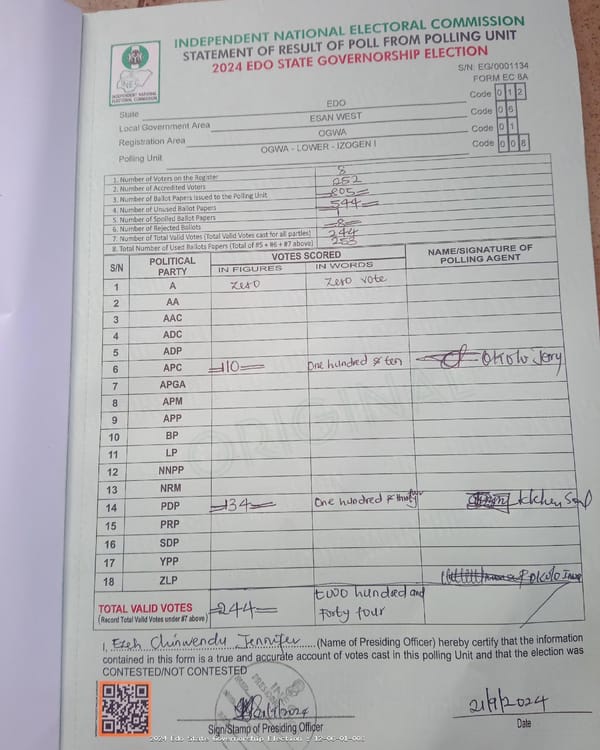 INDEPENDENT NATIONAL ELECTORAL COMMISSION
STATEMENT OF RESULT OF POLL FROM POLLING UNIT
2024 EDO STATE GOVERNORSHIP ELECTION
INEC
INDEPENDENT NATIONAL
ELECTORAL COMMISSION
S/N: EG/0001134
FORM EC 8A
State EDO Code 0 1 2
Local Government Area ESAN WEST Code 0 6
Registration Area OGWA Code 0 1
Polling Unit OGWA - LOWER - IZOGEN I Code 0 0 8
1. Number of Voters on the Register
2. Number of Accredited Voters 252
3. Number of Ballot Papers Issued to the Polling Unit 805
4. Number of Unused Ballot Papers 544
5. Number of Spoiled Ballot Papers 1
6. Number of Rejected Ballots 8
7. Number of Total Valid Votes (Total Valid Votes cast for all parties) 244
8. Total Number of Used Ballots Papers (Total of #5 + #6 + #7 above) 253
S/N POLITICAL PARTY VOTES SCORED NAME/SIGNATURE OF POLLING AGENT
IN FIGURES IN WORDS
1 A Zero Zero vote
2 AA
3 AAC
4 ADC
5 ADP
6 APC =110= One hundred & ten Okolo Jerry
7 APGA
8 APM
9 APP
10 BP
11 LP
12 NNPP
13 NRM
14 PDP =134= One hundred & thirty four
15 PRP
16 SDP
17 YPP
18 ZLP
ORIGINAL
TOTAL VALID VOTES =244= two hundred and
(Record Total Valid Votes under #7 above) Forty four
I, Ezeh Chinwendu Jennifer (Name of Presiding Officer) hereby certify that the information
contained in this form is a true and accurate account of votes cast in this polling Unit and that the election was
CONTESTED/NOT CONTESTED
21/9/2024 21/9/2024
Sign/Stamp of Presiding Officer Date
2024 Edo State Governorship Election - 12-06-01-008